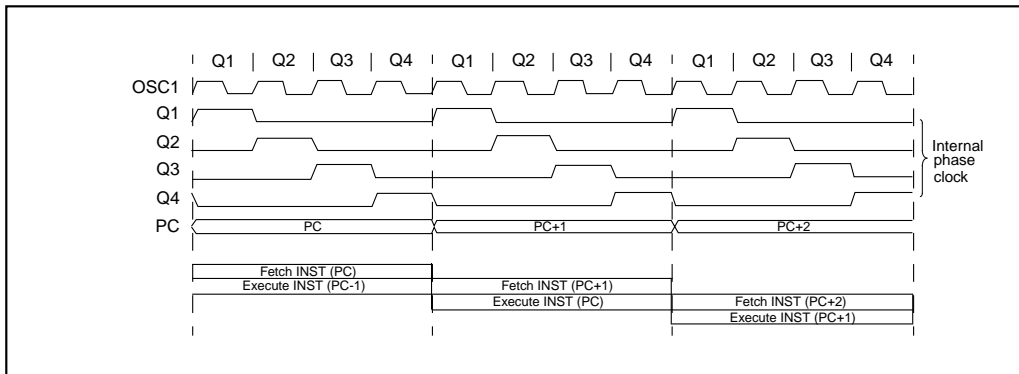 Q1 Q2 Q3 Q4 Q1 Q2 Q3 Q4 Q1 Q2 Q3 Q4
OSC1
Q1
Q2
Q3
Q4
Internal
phase
clock
PC PC PC+1 PC+2
Fetch INST (PC)
Execute INST (PC-1) Fetch INST (PC+1)
Execute INST (PC) Fetch INST (PC+2)
Execute INST (PC+1)